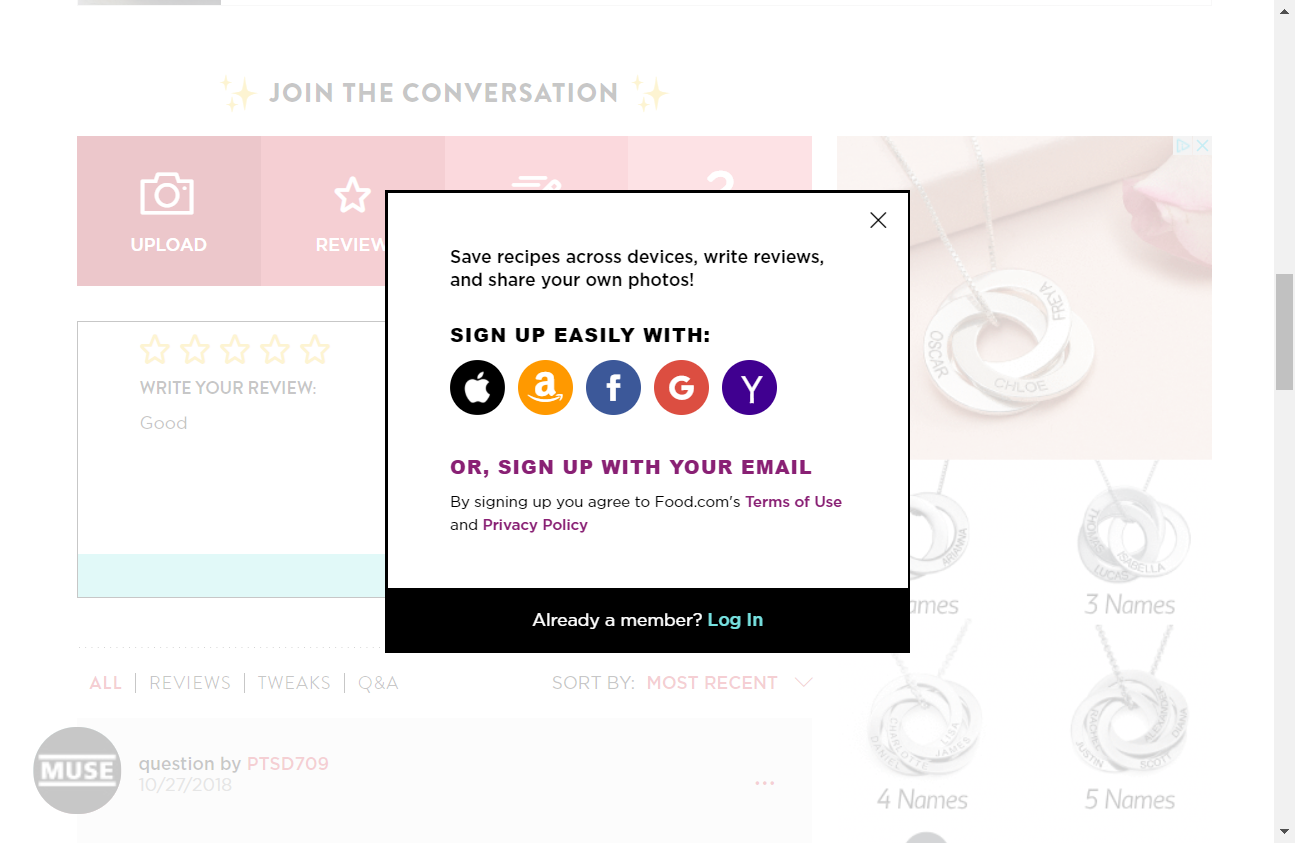 JOIN THE CONVERSATION
UPLOAD
REVIEW
?
Save recipes across devices, write reviews,
and share your own photos!
SIGN UP EASILY WITH:
OR, SIGN UP WITH YOUR EMAIL
By signing up you agree to Food.com's Terms of Use
and Privacy Policy
Already a member? Log In
WRITE YOUR REVIEW:
Good
ALL | REVIEWS | TWEAKS | Q&A
SORT BY: MOST RECENT
MUSE
question by PTSD709
10/27/2018
...
OSCAR
CHLOE
FREYA
ARIANNA
THOMAS
LUCAS
ISABELLA
3 Names
DANIEL
CHARLOTTE
JAMES
LISA
4 Names
JUSTIN
RACHEL
SCOTT
ALEXANDER
DIANA
5 Names